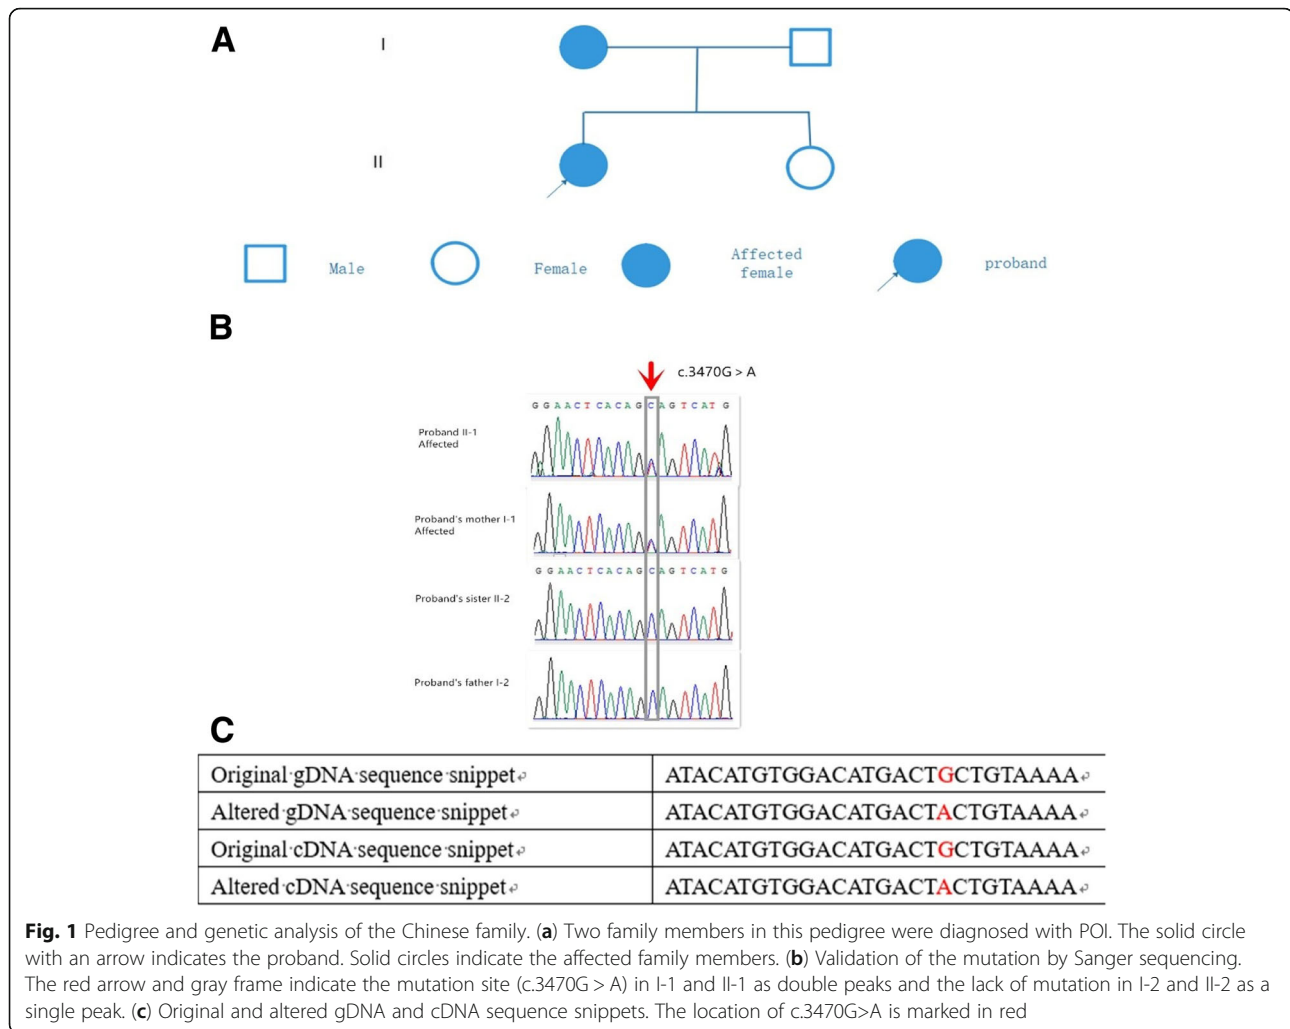 A
I
II
Male
Female
Affected
female
proband
B
c.3470G > A
G G A A C T C A C A G C A G T C A T G
Proband II-1
Affected
Proband's mother I-1
Affected
G G A A C T C A C A G C A G T C A T G
Proband's sister II-2
Proband's father I-2
C
Original·gDNA·sequence·snippet↵ ATACATGTGGACATGACTGCTGTAAAA↵
Altered·gDNA·sequence·snippet↵ ATACATGTGGACATGACTACTGTAAAA↵
Original·cDNA·sequence·snippet↵ ATACATGTGGACATGACTGCTGTAAAA↵
Altered·cDNA·sequence·snippet↵ ATACATGTGGACATGACTACTGTAAAA↵
Fig. 1 Pedigree and genetic analysis of the Chinese family. (a) Two family members in this pedigree were diagnosed with POI. The solid circle
with an arrow indicates the proband. Solid circles indicate the affected family members. (b) Validation of the mutation by Sanger sequencing.
The red arrow and gray frame indicate the mutation site (c.3470G > A) in I-1 and II-1 as double peaks and the lack of mutation in I-2 and II-2 as a
single peak. (c) Original and altered gDNA and cDNA sequence snippets. The location of c.3470G>A is marked in red